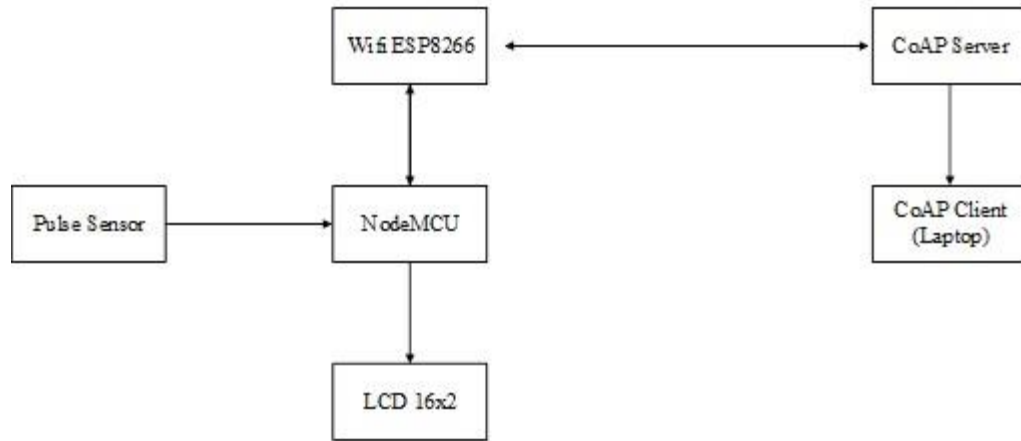 Wifi ESP8266
CoAP Server
Pulse Sensor
NodeMCU
CoAP Client
(Laptop)
LCD 16x2